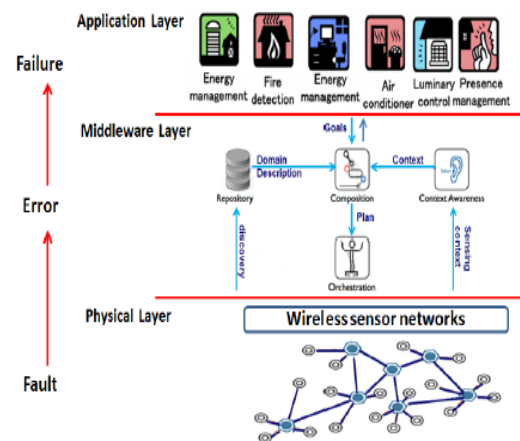 Application Layer
Failure
Energy
management
Fire
detection
Energy
management
Air
conditioner
Luminary
control
Presence
management
Middleware Layer
Goals
Domain
Description
Context
Repository
Composition
Context Awareness
Error
Plan
discovery
Sensing
context
Orchestration
Physical Layer
Wireless sensor networks
Fault